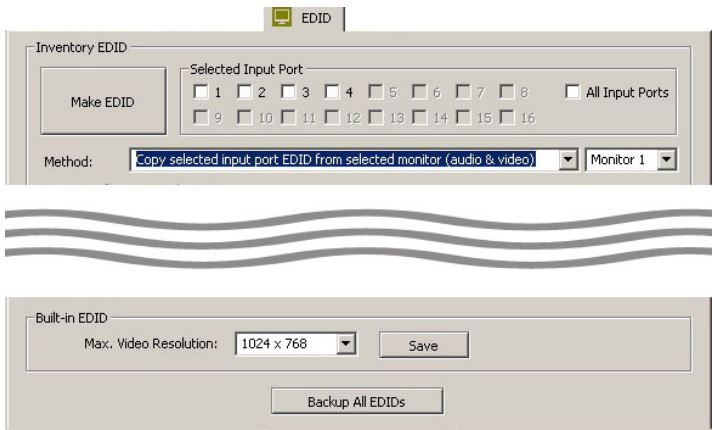 EDID
Inventory EDID
Make EDID
Selected Input Port
1 2 3 4 5 6 7 8 All Input Ports
9 10 11 12 13 14 15 16
Method: Copy selected input port EDID from selected monitor (audio & video) Monitor 1
Built-in EDID
Max. Video Resolution: 1024 x 768 Save
Backup All EDIDs